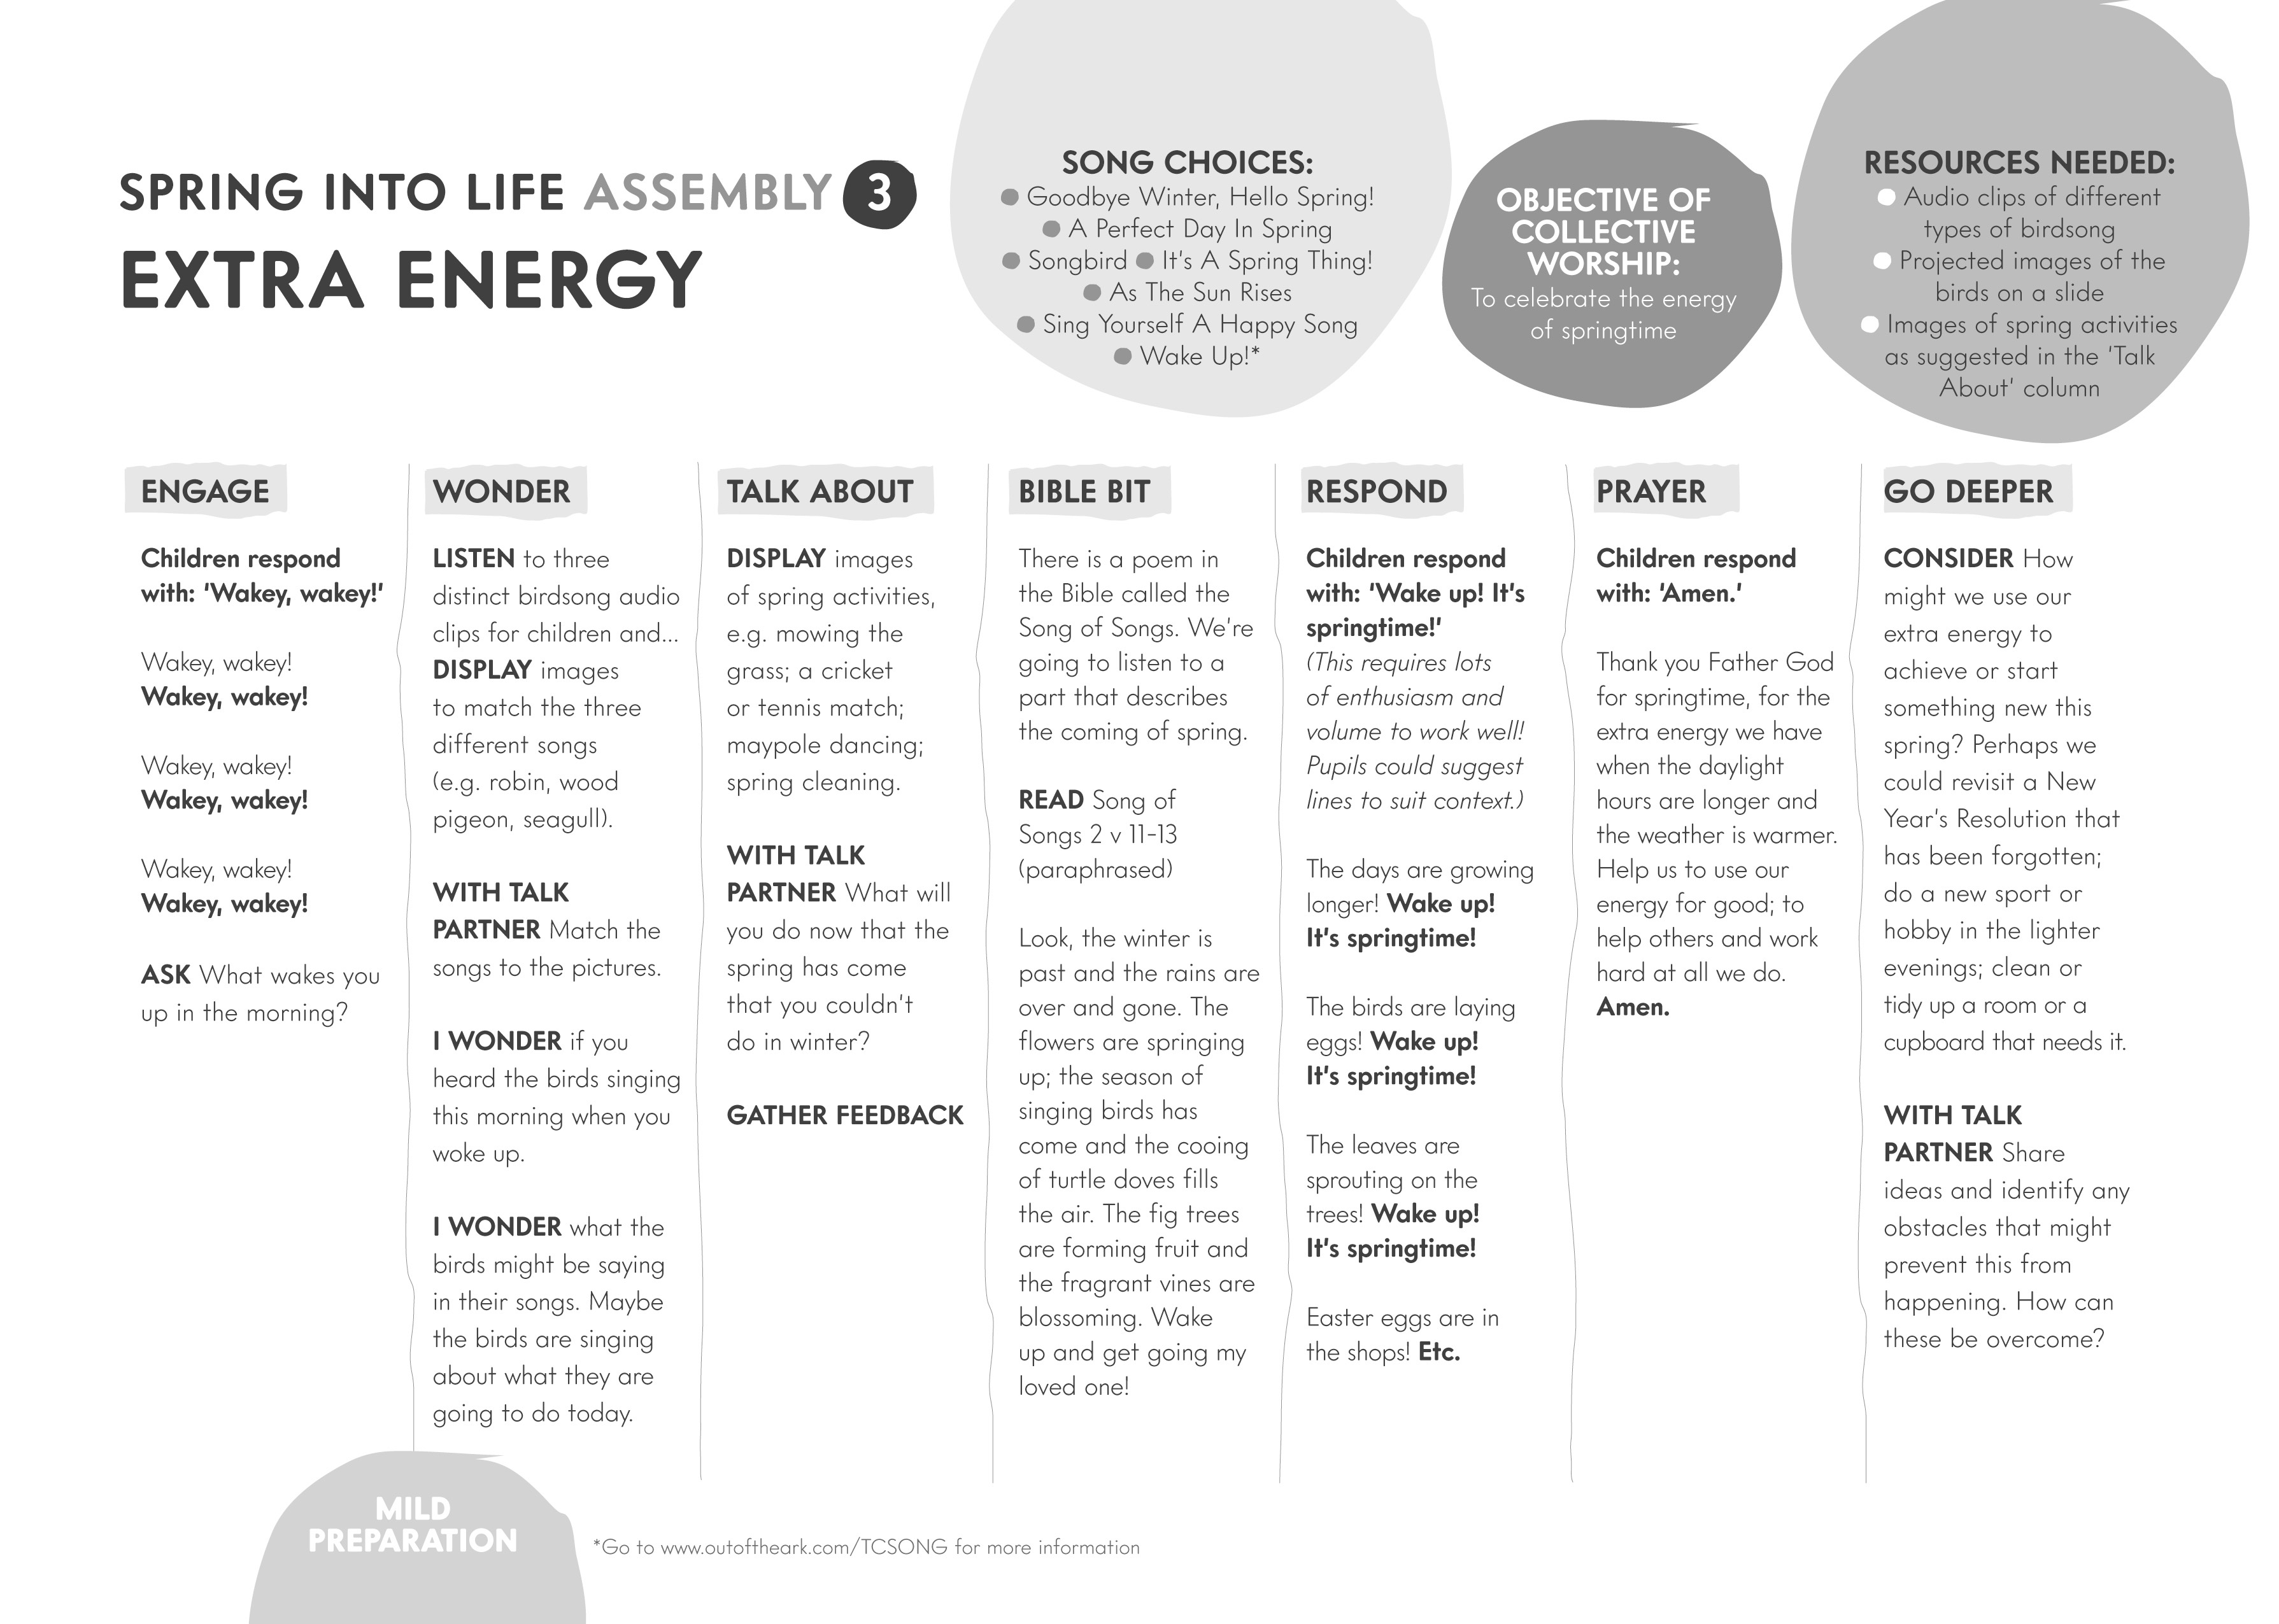 SPRING INTO LIFE ASSEMBLY 3
EXTRA ENERGY
SONG CHOICES:
Goodbye Winter, Hello Spring!
A Perfect Day In Spring
Songbird It's A Spring Thing!
As The Sun Rises
Sing Yourself A Happy Song
Wake Up!*
OBJECTIVE OF
COLLECTIVE
WORSHIP:
To celebrate the energy
of springtime
RESOURCES NEEDED:
Audio clips of different
types of birdsong
Projected images of the
birds on a slide
Images of spring activities
as suggested in the 'Talk
About' column
ENGAGE
Children respond
with: 'Wakey, wakey!'
Wakey, wakey!
Wakey, wakey!
Wakey, wakey!
Wakey, wakey!
Wakey, wakey!
Wakey, wakey!
ASK What wakes you
up in the morning?
WONDER
LISTEN to three
distinct birdsong audio
clips for children and...
DISPLAY images
to match the three
different songs
(e.g. robin, wood
pigeon, seagull).
WITH TALK
PARTNER Match the
songs to the pictures.
I WONDER if you
heard the birds singing
this morning when you
woke up.
I WONDER what the
birds might be saying
in their songs. Maybe
the birds are singing
about what they are
going to do today.
TALK ABOUT
DISPLAY images
of spring activities,
e.g. mowing the
grass; a cricket
or tennis match;
maypole dancing;
spring cleaning.
WITH TALK
PARTNER What will
you do now that the
spring has come
that you couldn't
do in winter?
GATHER FEEDBACK
BIBLE BIT
There is a poem in
the Bible called the
Song of Songs. We're
going to listen to a
part that describes
the coming of spring.
READ Song of
Songs 2 v 11-13
(paraphrased)
Look, the winter is
past and the rains are
over and gone. The
flowers are springing
up; the season of
singing birds has
come and the cooing
of turtle doves fills
the air. The fig trees
are forming fruit and
the fragrant vines are
blossoming. Wake
up and get going my
loved one!
RESPOND
Children respond
with: 'Wake up! It's
springtime!'
(This requires lots
of enthusiasm and
volume to work well!
Pupils could suggest
lines to suit context.)
The days are growing
longer! Wake up!
It's springtime!
The birds are laying
eggs! Wake up!
It's springtime!
The leaves are
sprouting on the
trees! Wake up!
It's springtime!
Easter eggs are in
the shops! Etc.
PRAYER
Children respond
with: 'Amen.'
Thank you Father God
for springtime, for the
extra energy we have
when the daylight
hours are longer and
the weather is warmer.
Help us to use our
energy for good; to
help others and work
hard at all we do.
Amen.
GO DEEPER
CONSIDER How
might we use our
extra energy to
achieve or start
something new this
spring? Perhaps we
could revisit a New
Year's Resolution that
has been forgotten;
do a new sport or
hobby in the lighter
evenings; clean or
tidy up a room or a
cupboard that needs it.
WITH TALK
PARTNER Share
ideas and identify any
obstacles that might
prevent this from
happening. How can
these be overcome?
MILD
PREPARATION
*Go to www.outoftheark.com/TCSONG for more information